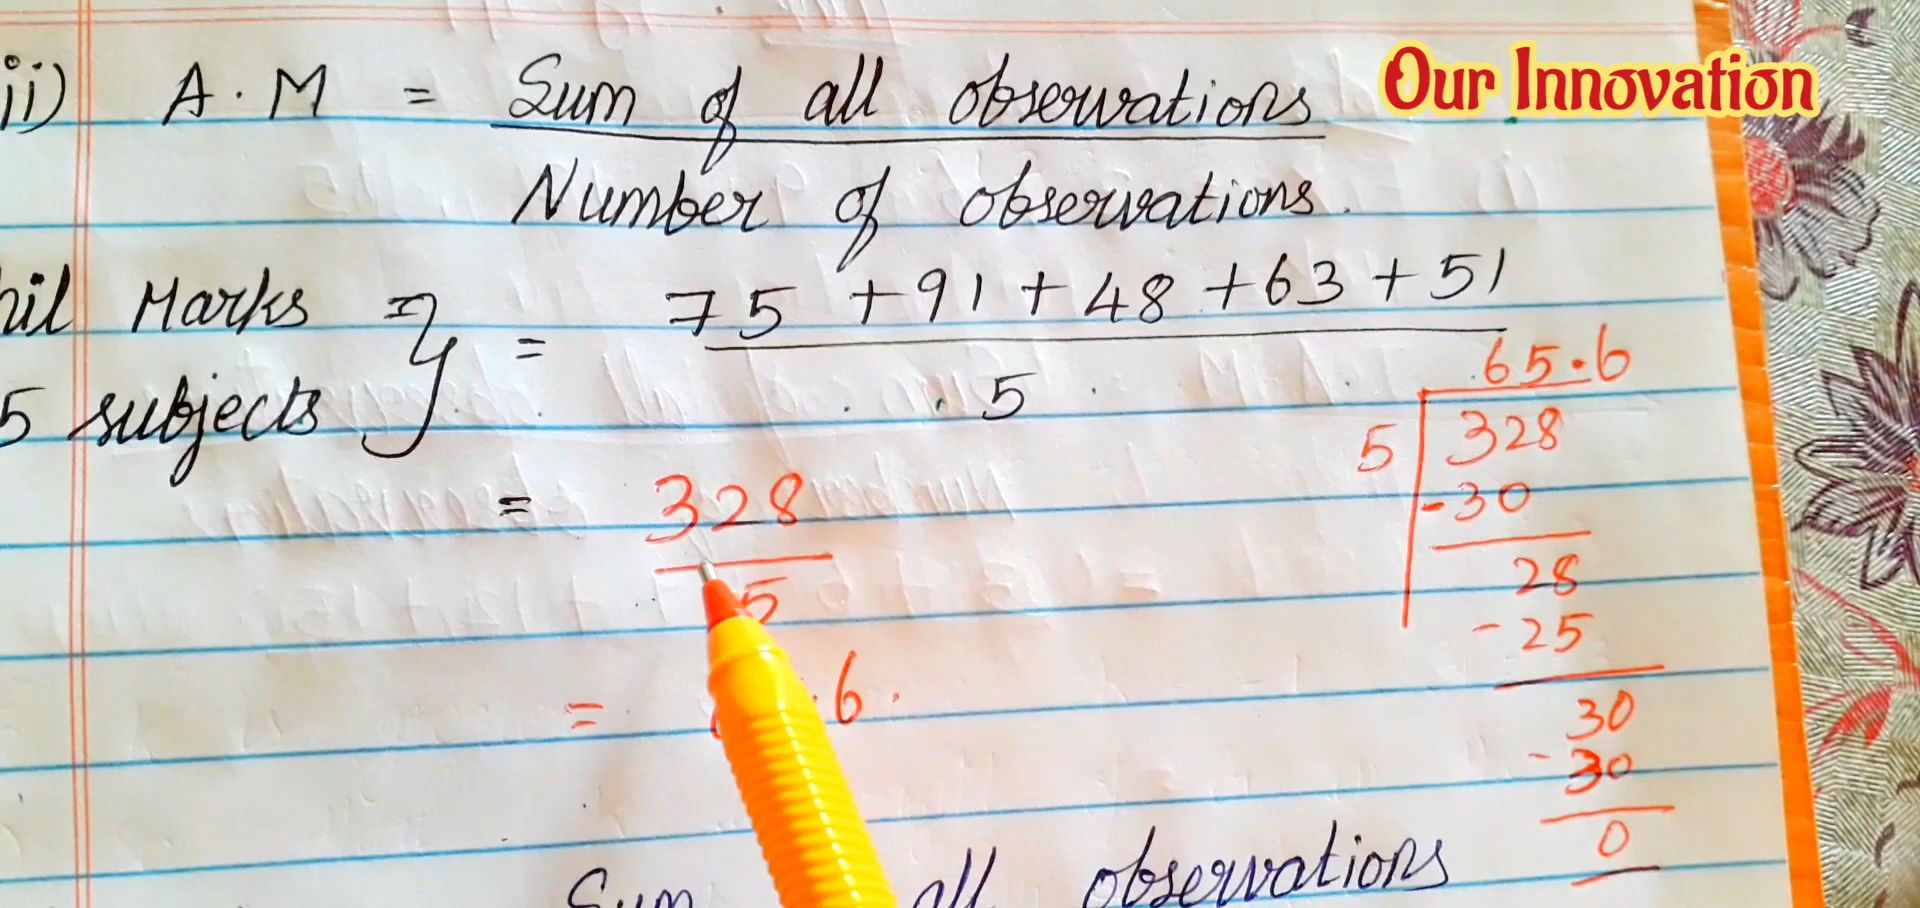 ii) A.M = Sum of all observations
Number of observations.
Our Innovation
Marks = 75 + 91 + 48 + 63 + 51
5 subjects 5
= 328
5
= .6.
65.6
5 328
-30
28
-25
30
-30
0
Sum all observations